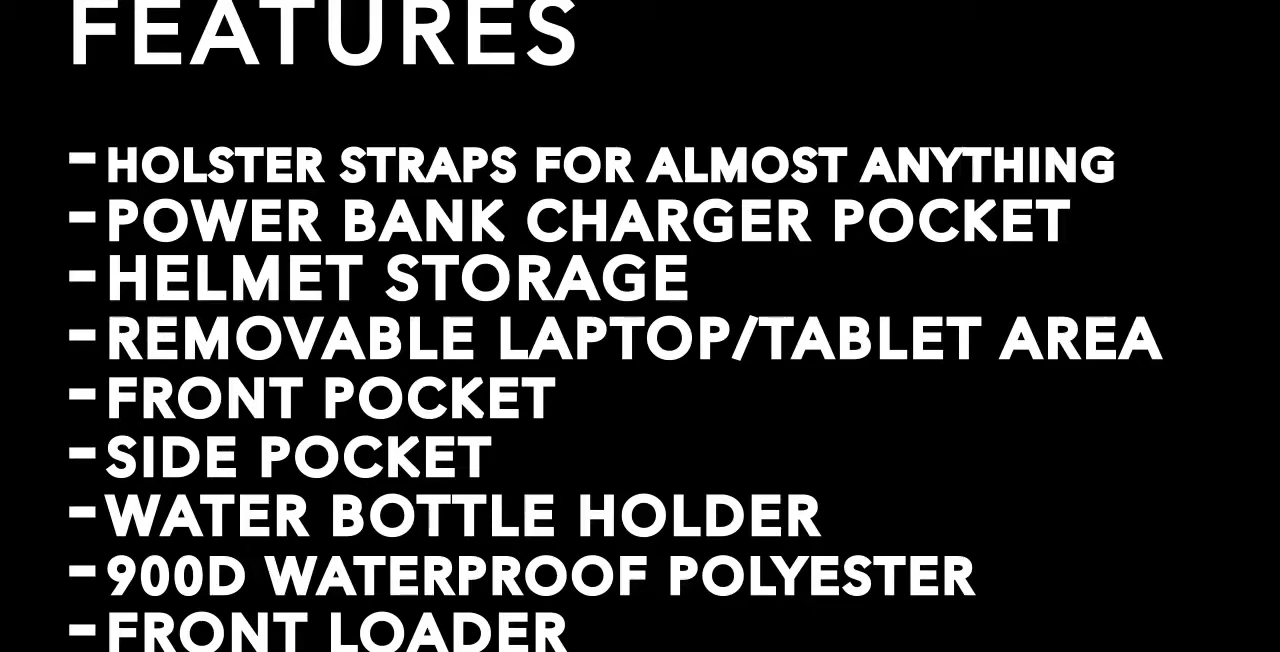 FEATURES
-HOLSTER STRAPS FOR ALMOST ANYTHING
-POWER BANK CHARGER POCKET
-HELMET STORAGE
-REMOVABLE LAPTOP/TABLET AREA
-FRONT POCKET
-SIDE POCKET
-WATER BOTTLE HOLDER
-900D WATERPROOF POLYESTER
-FRONT LOADER